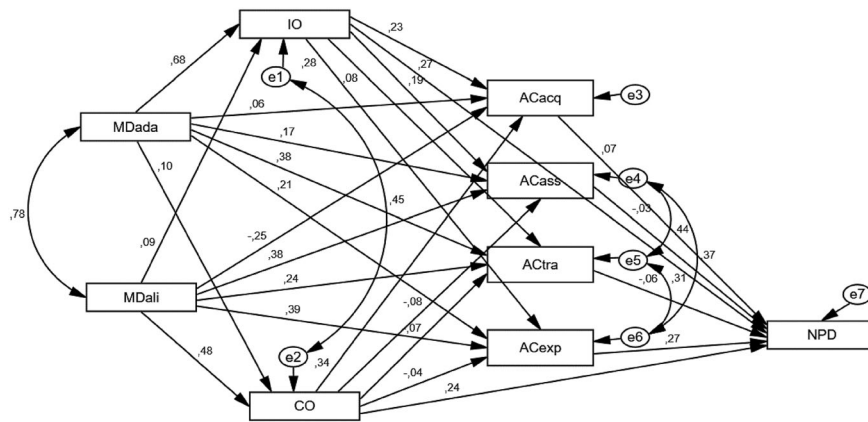 IO
,23
,68
,28
,08
,27
,19
e1
ACacq
e3
,06
MDada
,17
,07
,10
,38
ACass
e4
,21
,45
-,03
,78
,44
,37
-,25
,09
,38
ACtra
e5
,24
-,06
,31
MDali
-,08
,39
,07
e7
ACexp
e6
,27
NPD
,48
e2
,34
-,04
,24
CO